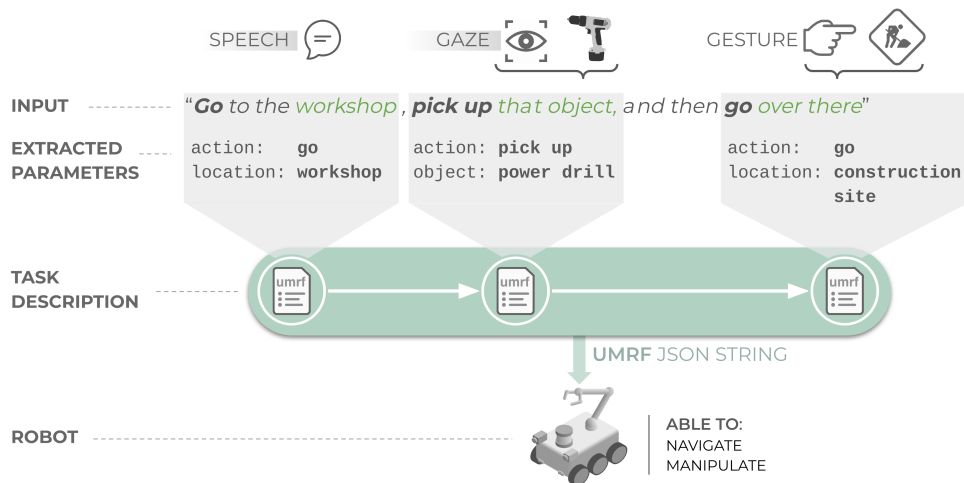 SPEECH
GAZE
GESTURE
INPUT
“Go to the workshop , pick up that object, and then go over there”
EXTRACTED
PARAMETERS
action: go
location: workshop
action: pick up
object: power drill
action: go
location: construction
site
TASK
DESCRIPTION
umrf
umrf
umrf
UMRF JSON STRING
ROBOT
ABLE TO:
NAVIGATE
MANIPULATE